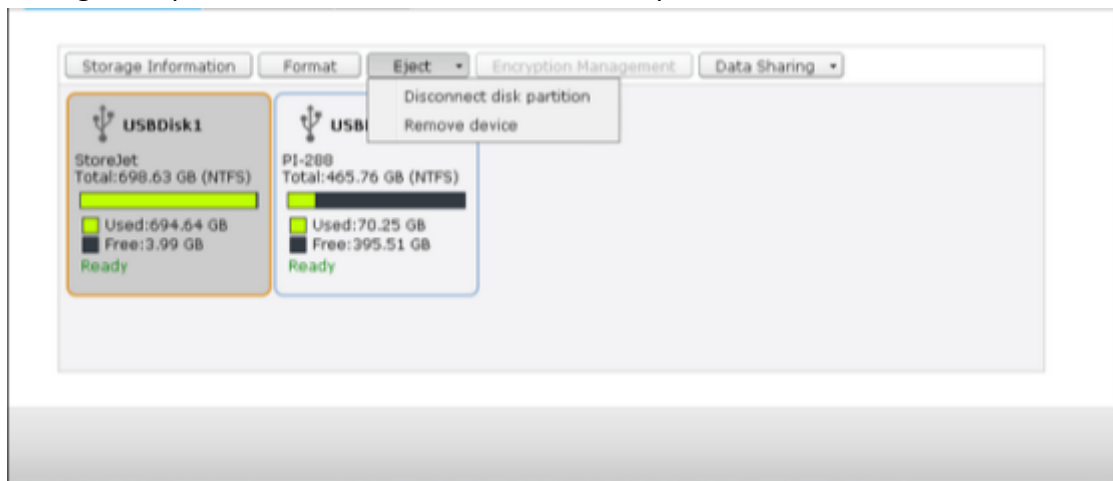 Storage Information Format Eject Encryption Management Data Sharing
Disconnect disk partition
Remove device
USBDisk1
StoreJet
Total:698.63 GB (NTFS)
Used:694.64 GB
Free:3.99 GB
Ready
PI-288
Total:465.76 GB (NTFS)
Used:70.25 GB
Free:395.51 GB
Ready